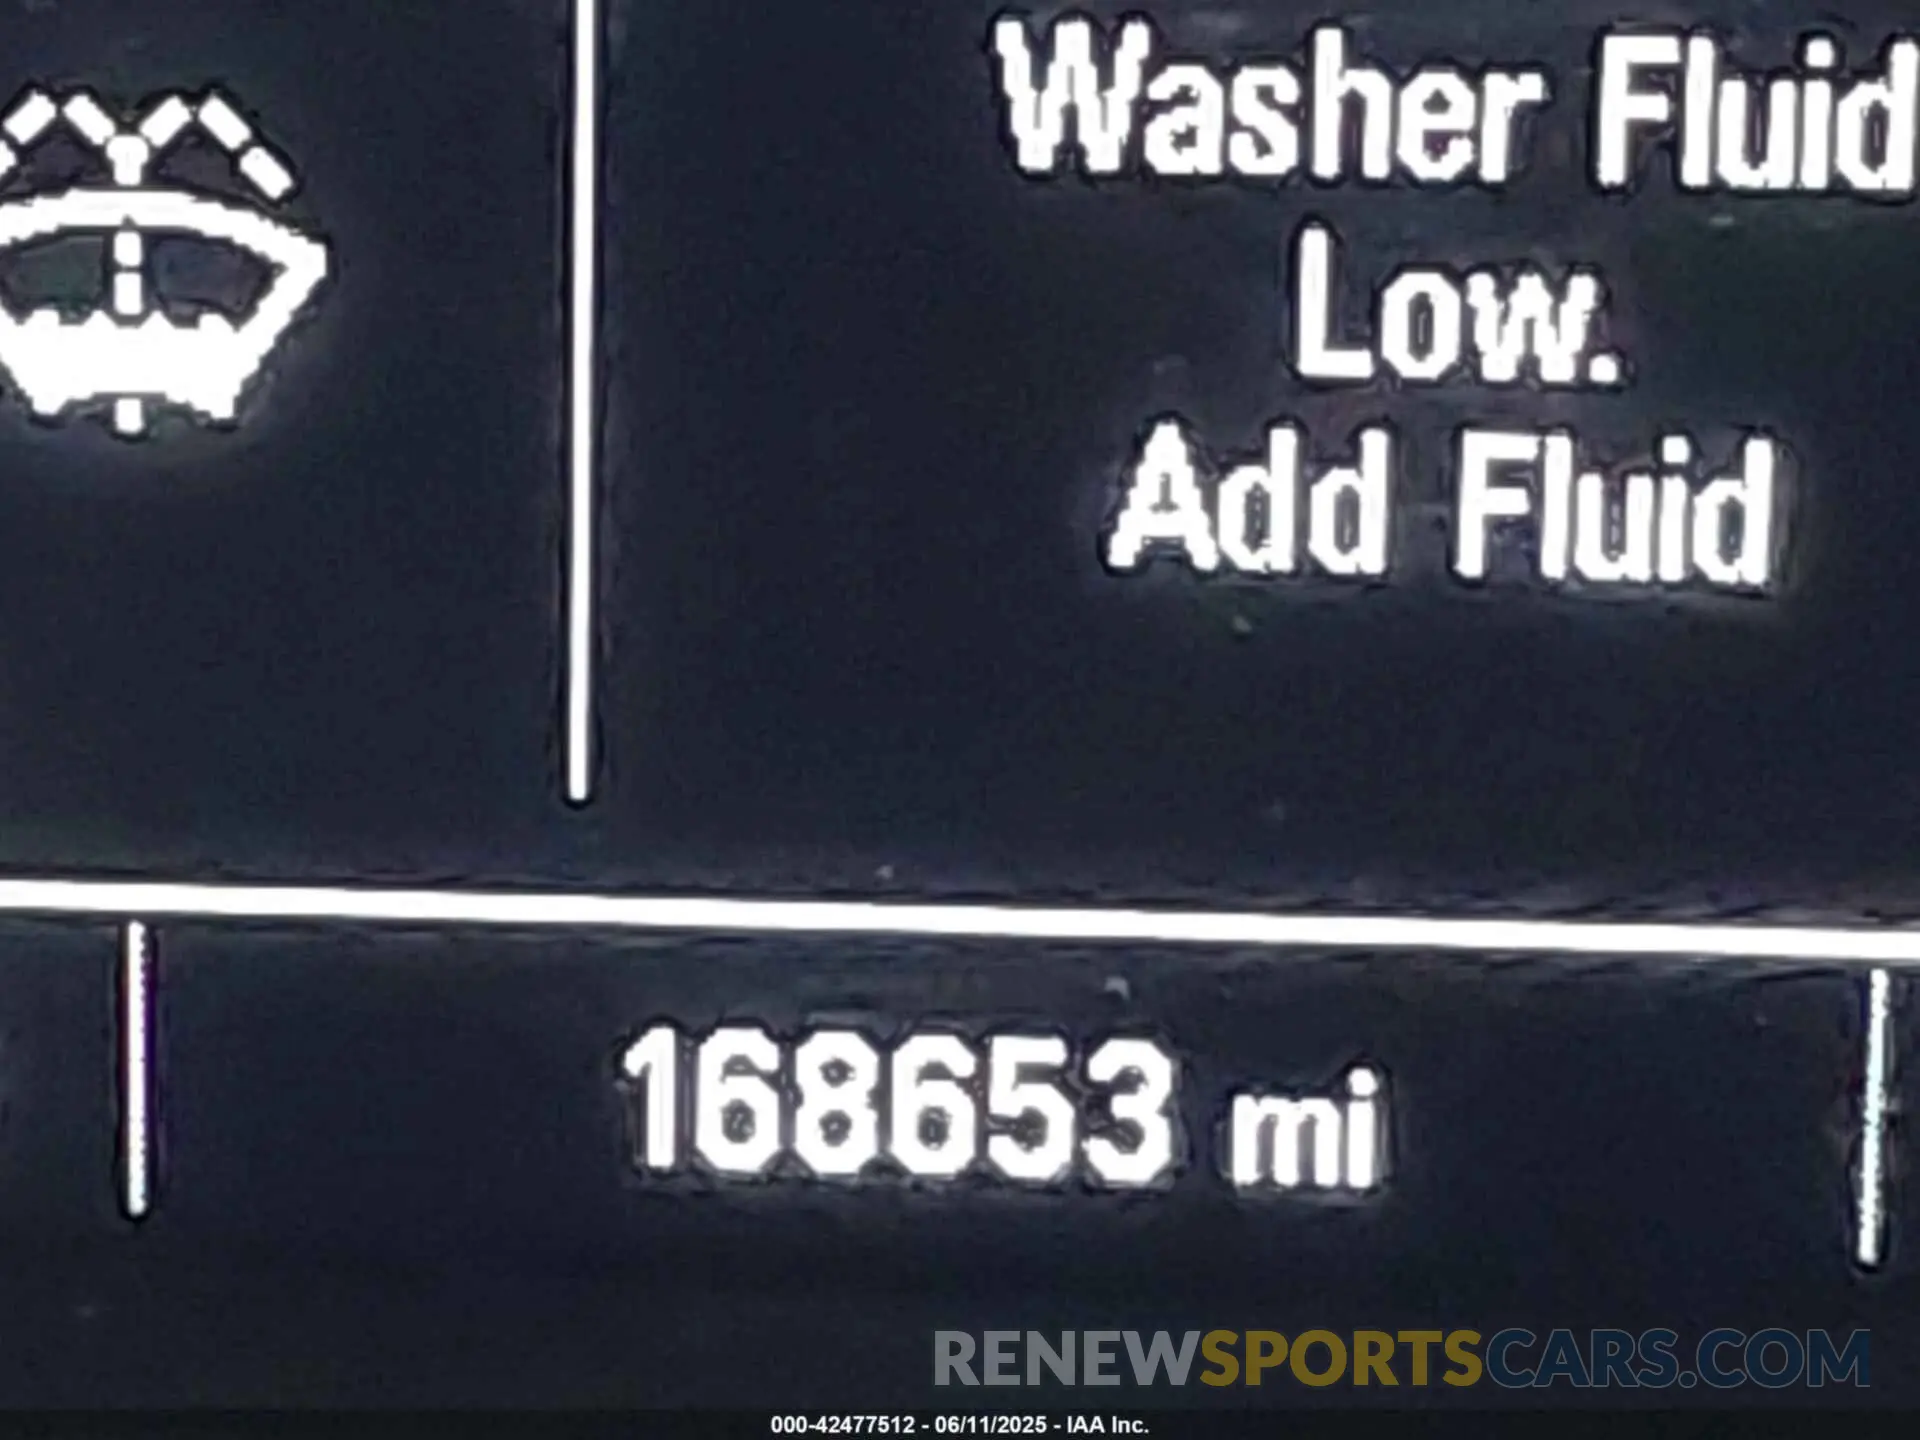 Washer Fluid
Low.
Add Fluid
168653 mi
RENEWSPORTSCARS.COM
000-42477512 - 06/11/2025 - IAA Inc.